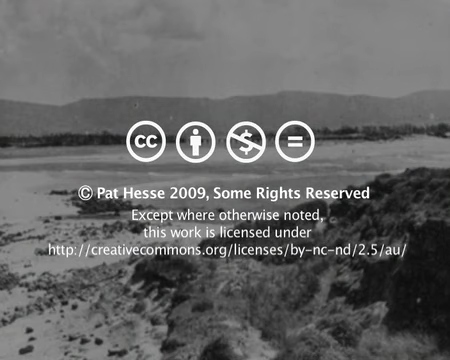 cc $ =
© Pat Hesse 2009, Some Rights Reserved
Except where otherwise noted,
this work is licensed under
http://creativecommons.org/licenses/by-nc-nd/2.5/au/